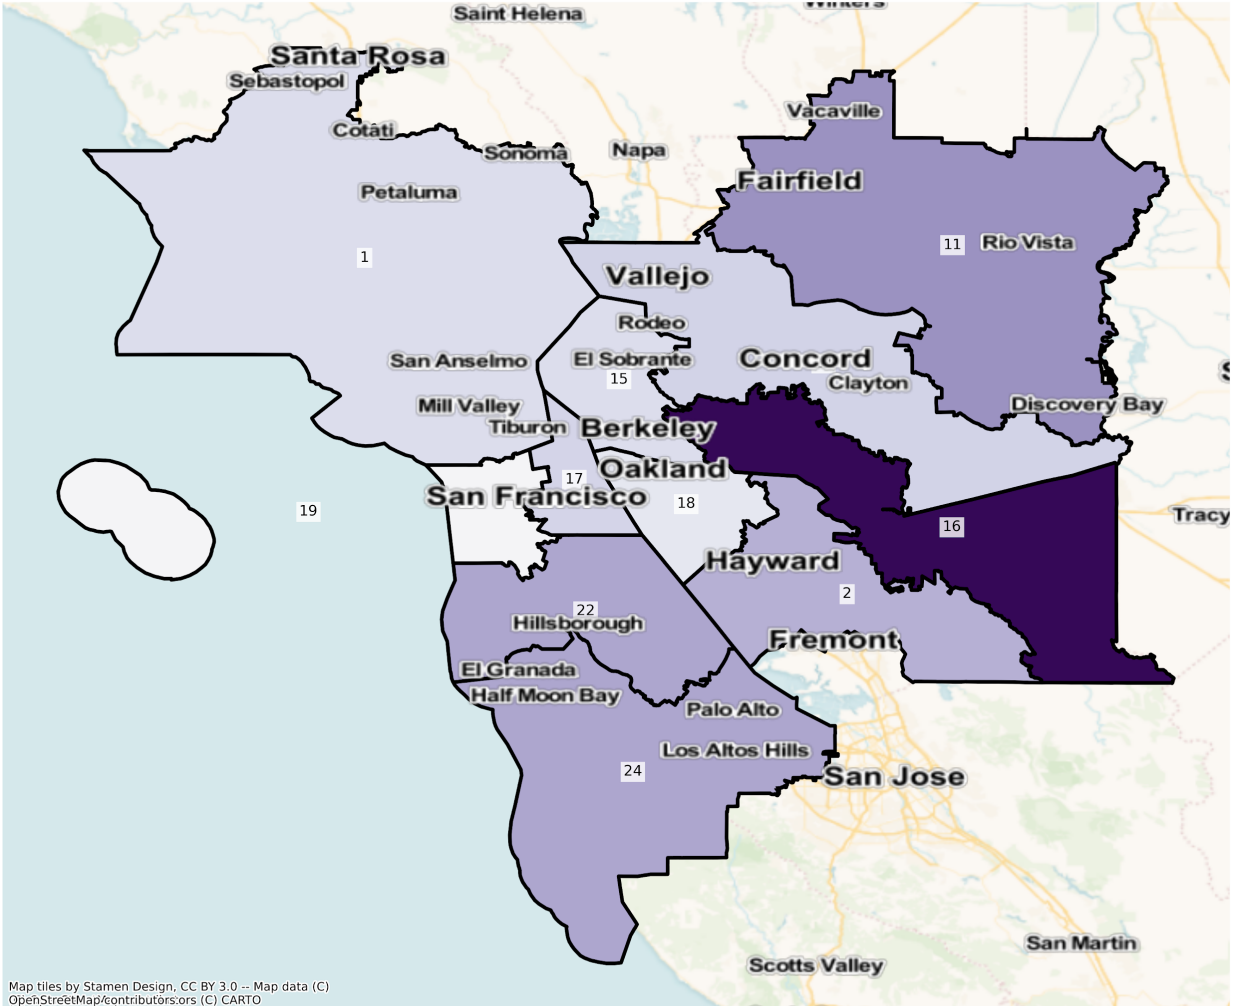 Saint Helena
Winters
Santa Rosa
Sebastopol
Vacaville
Cotati
Sonoma
Napa
Fairfield
Petaluma
11
Rio Vista
1
Vallejo
Rodeo
San Anselmo
El Sobrante
Concord
15
Clayton
Mill Valley
Discovery Bay
Tiburon
Berkeley
Oakland
17
San Francisco
18
19
Tracy
16
Hayward
2
22
Hillsborough
Fremont
El Granada
Half Moon Bay
Palo Alto
Los Altos Hills
24
San Jose
San Martin
Scotts Valley
Map tiles by Stamen Design, CC BY 3.0 -- Map data (C)
OpenStreetMap contributors (C) CARTO